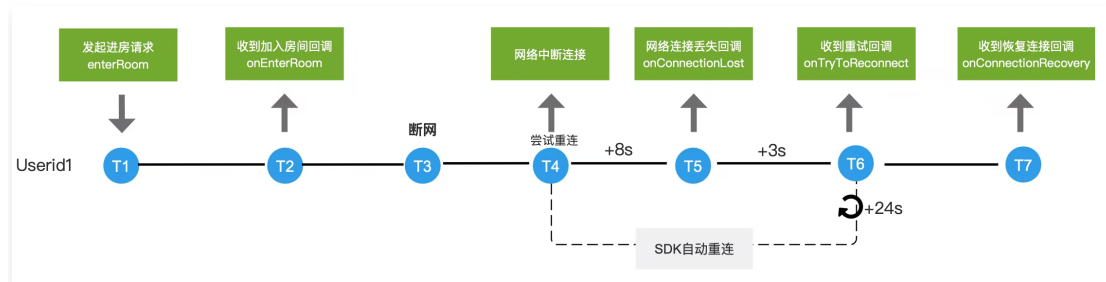 发起进房请求
enterRoom
收到加入房间回调
onEnterRoom
网络中断连接
网络连接丢失回调
onConnectionLost
收到重试回调
onTryToReconnect
收到恢复连接回调
onConnectionRecovery
断网
尝试重连
+8s
+3s
Userid1
T1
T2
T3
T4
T5
T6
T7
+24s
SDK自动重连